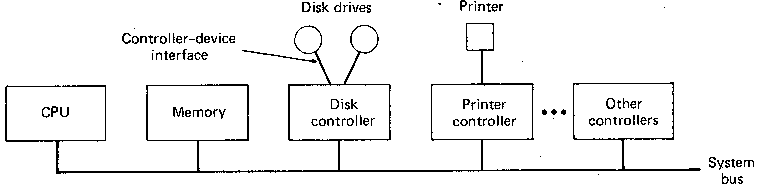 Disk drives
Printer
Controller–device
interface
CPU
Memory
Disk
controller
Printer
controller
Other
controllers
System
bus